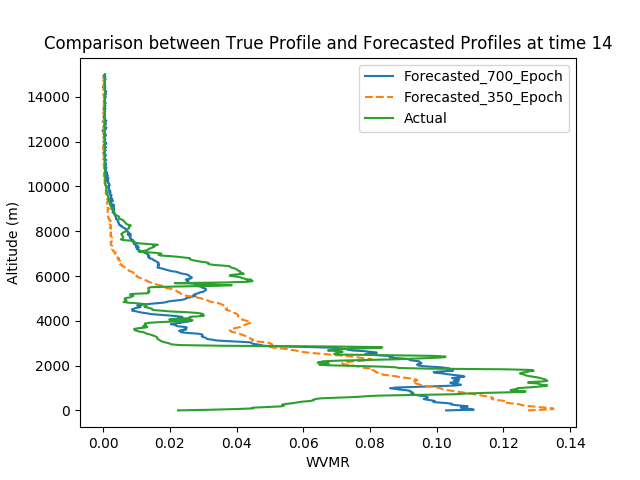 Comparison between True Profile and Forecasted Profiles at time 14
Forecasted_700_Epoch
Forecasted_350_Epoch
Actual
Altitude (m)
14000
12000
10000
8000
6000
4000
2000
0
0.00 0.02 0.04 0.06 0.08 0.10 0.12 0.14
WVMR